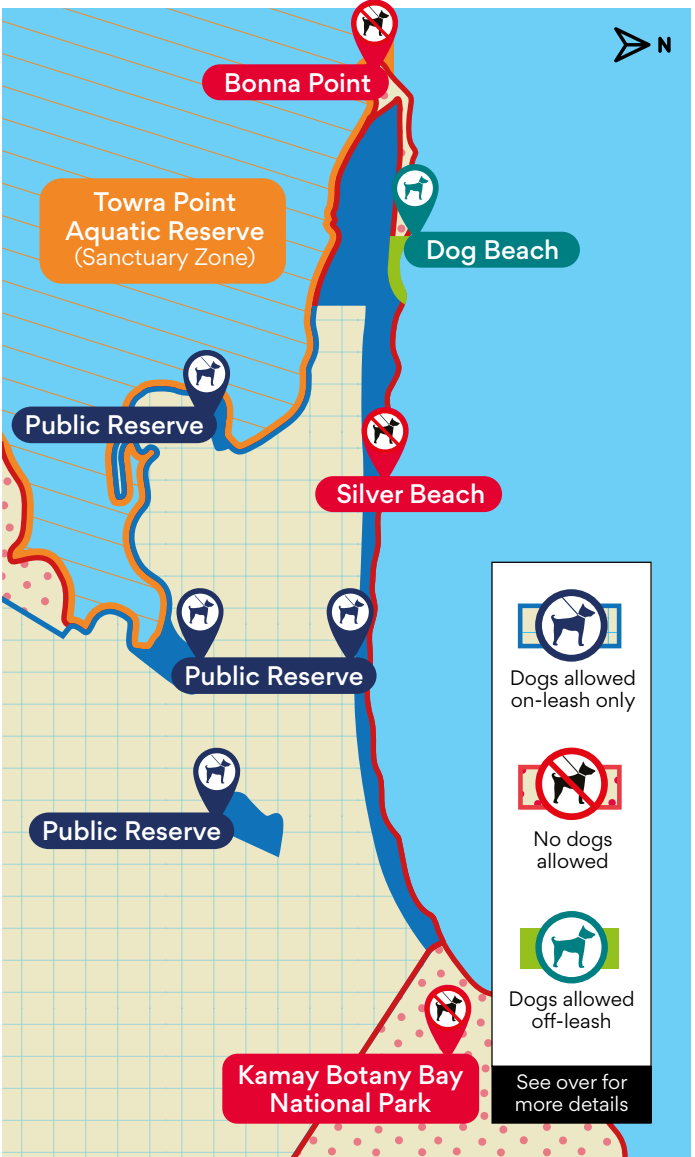 N
Bonna Point
Towra Point
Aquatic Reserve
(Sanctuary Zone)
Dog Beach
Public Reserve
Silver Beach
Public Reserve
Public Reserve
Kamay Botany Bay
National Park
Dogs allowed
on-leash only
No dogs
allowed
Dogs allowed
off-leash
See over for
more details